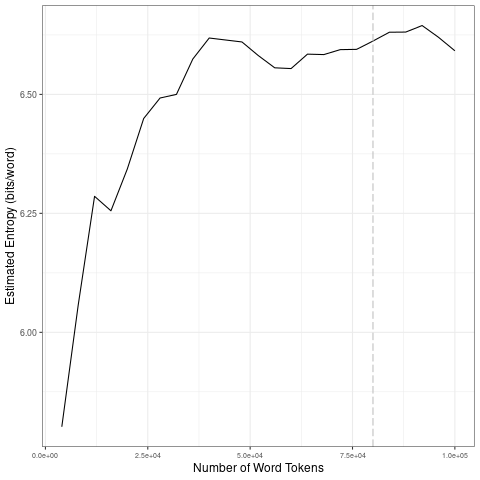 Estimated Entropy (bits/word)
6.50
6.25
6.00
0.0e+00 2.5e+04 5.0e+04 7.5e+04 1.0e+05
Number of Word Tokens